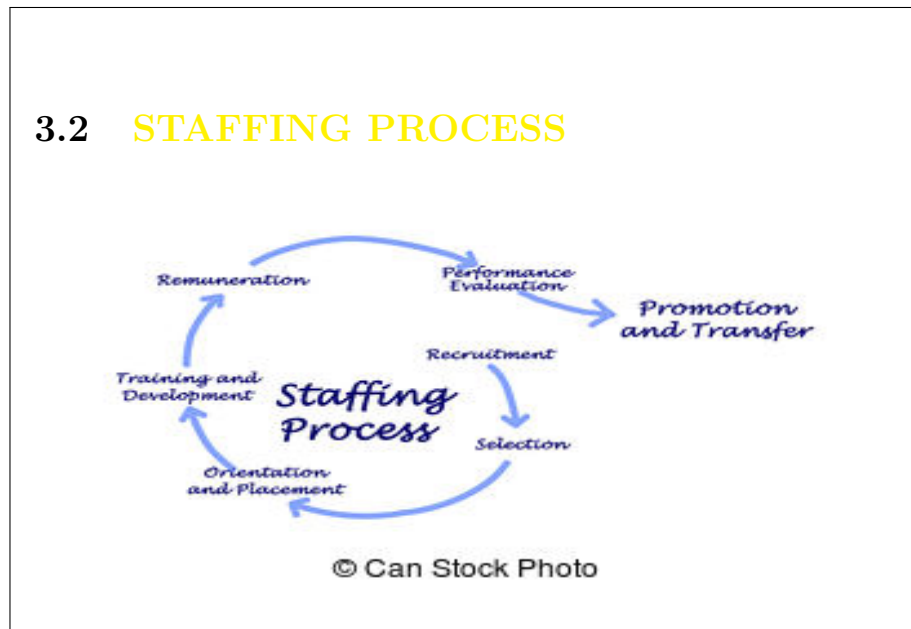 3.2 STAFFING PROCESS
Remuneration
Performance
Evaluation
Promotion
and Transfer
Recruitment
Training and
Development
Staffing
Process
Selection
Orientation
and Placement
© Can Stock Photo